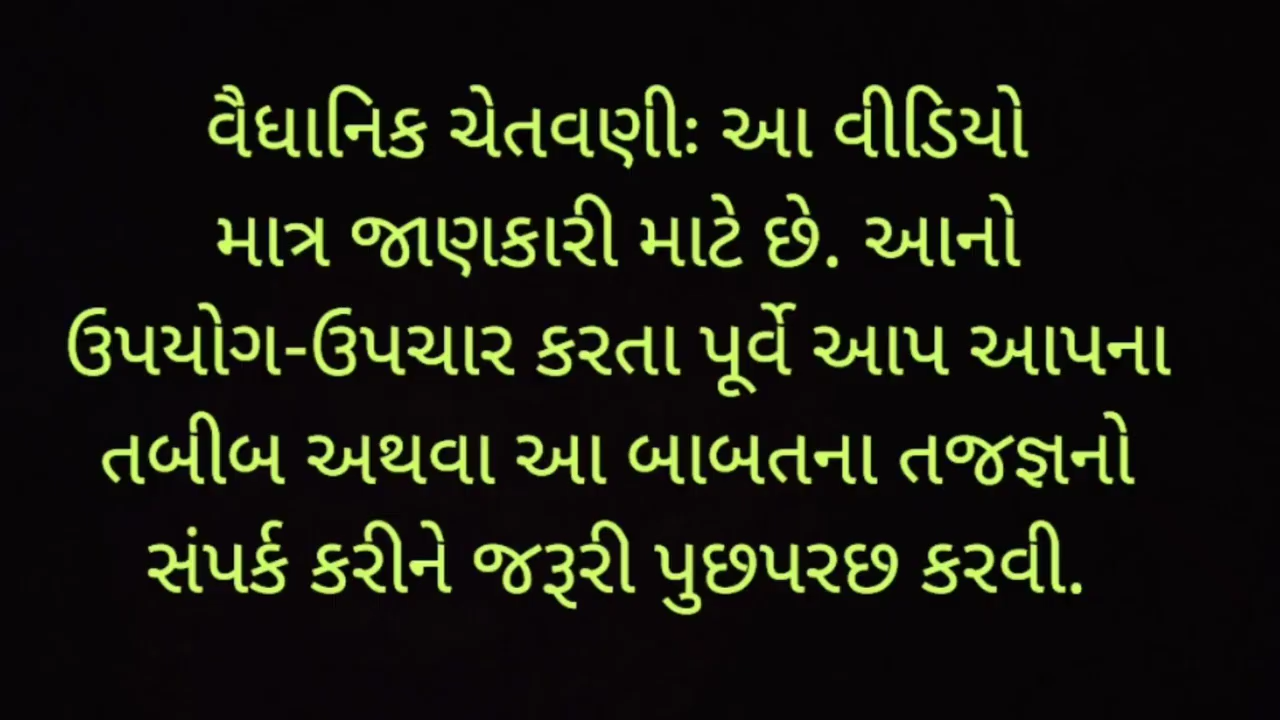 વૈધાનિક ચેતવણીઃ આ વીડિયો
માત્ર જાણકારી માટે છે. આનો
ઉપયોગ-ઉપચાર કરતા પૂર્વે આપ આપના
તબીબ અથવા આ બાબતના તજજ્ઞનો
સંપર્ક કરીને જરૂરી પુછપરછ કરવી.